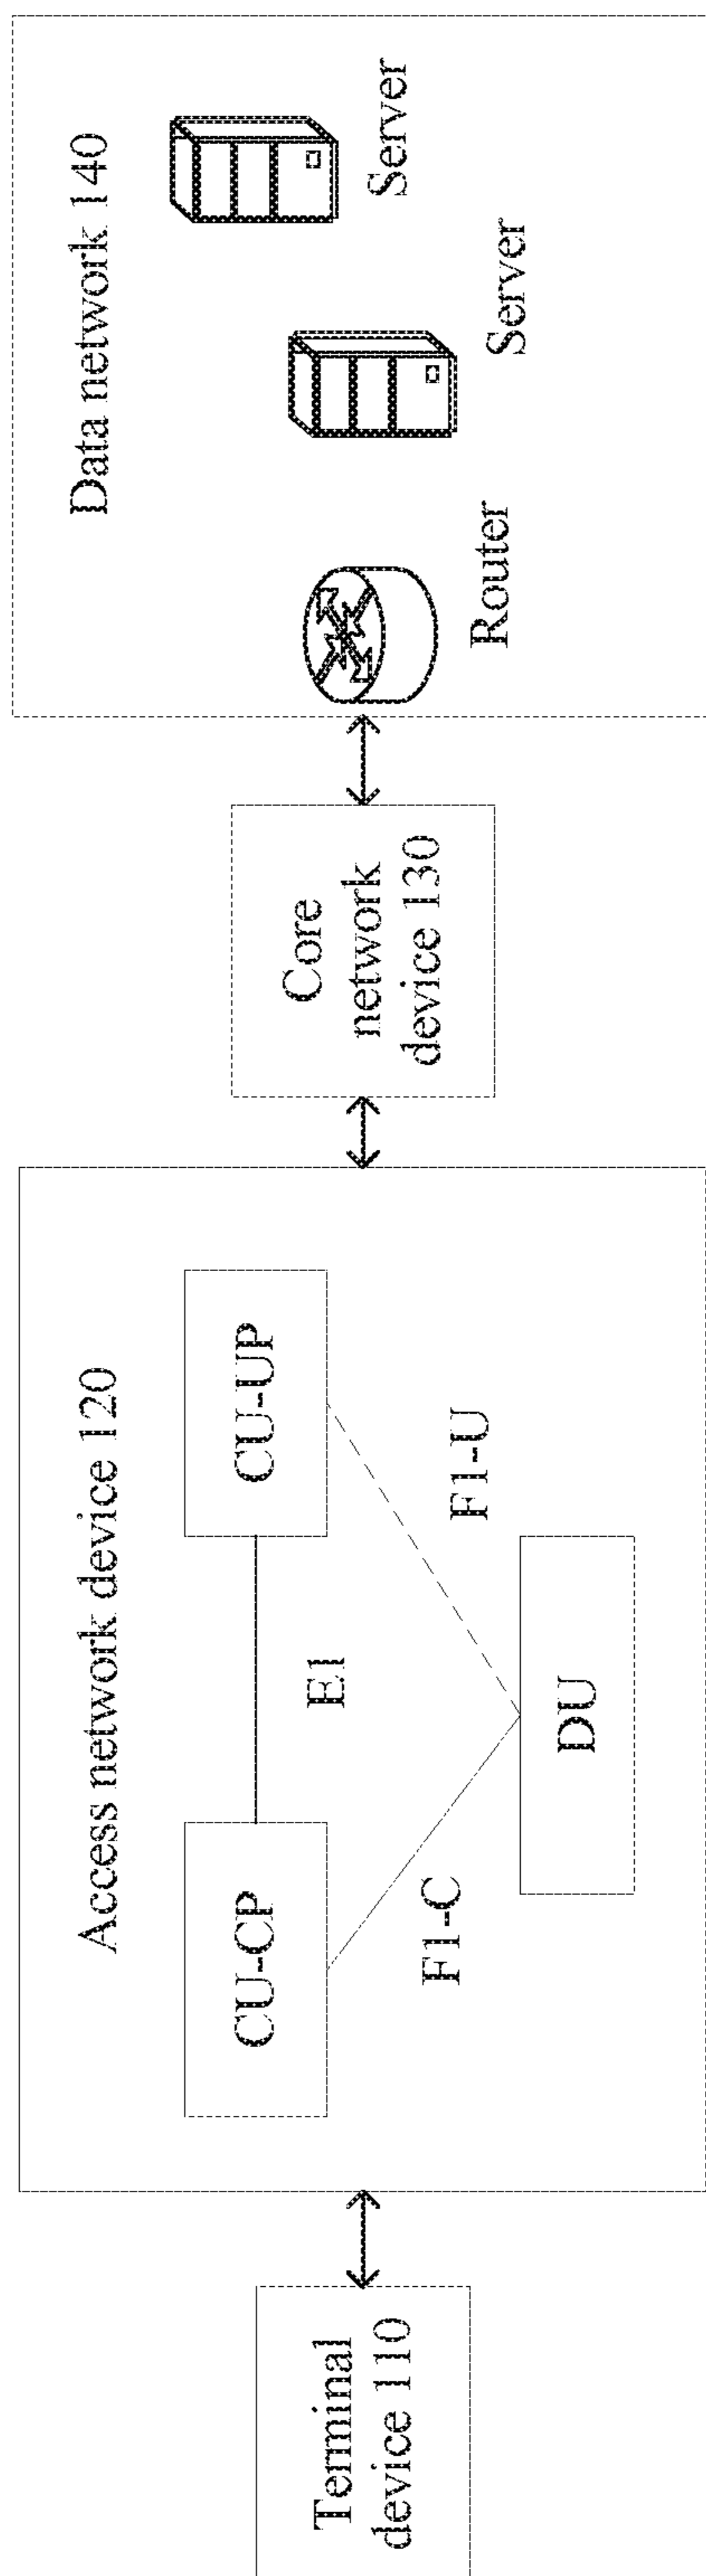 Terminal
device 110
Access network device 120
CU-CP
CU-UP
E1
F1-C
F1-U
DU
Core
network
device 130
Data network 140
Router
Server
Server